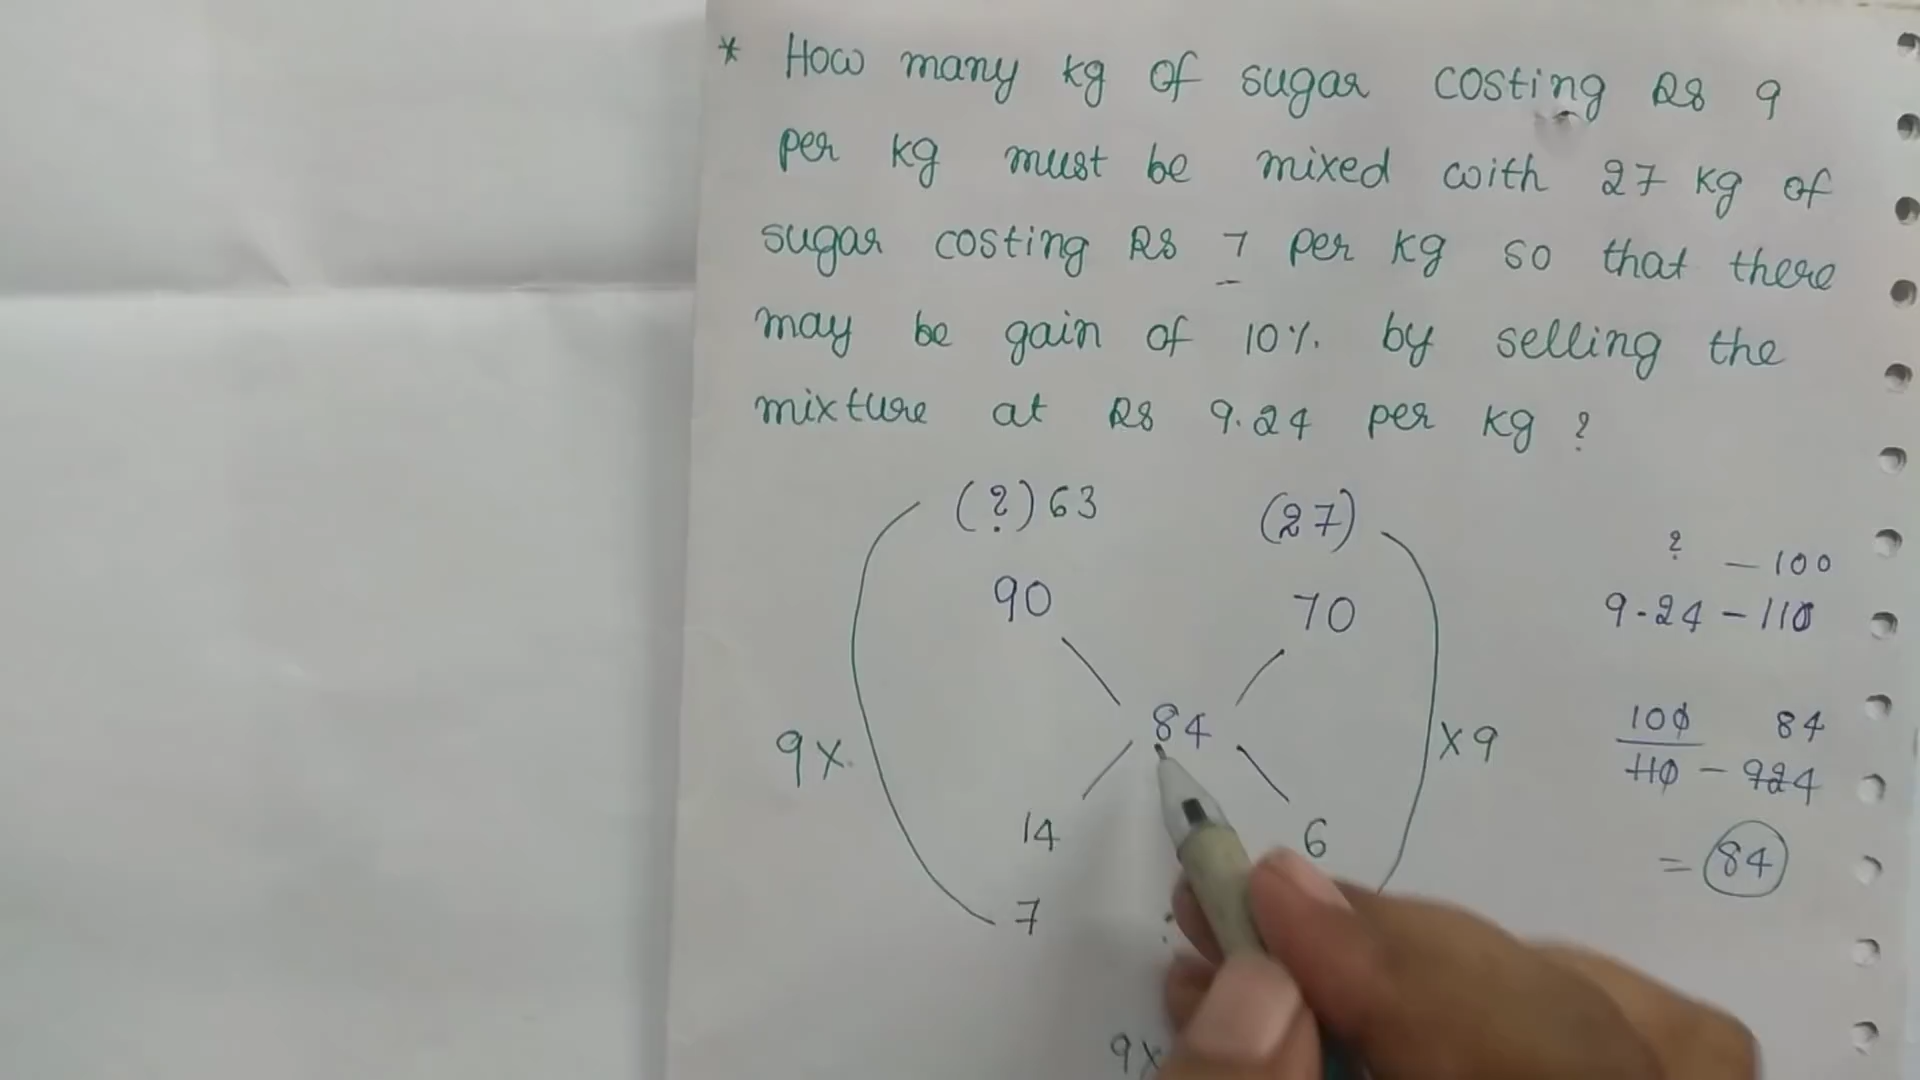 * How many kg of sugar costing Rs 9
per kg must be mixed with 27 kg of
sugar costing Rs 7 per kg so that there
may be gain of 10% by selling the
mixture at Rs 9.24 per kg ?
(?) 63 (27)
? — 100
90 70
9.24 - 110
84
9x x9
100 84
110 - 924
14 6
= 84
7 :
9x